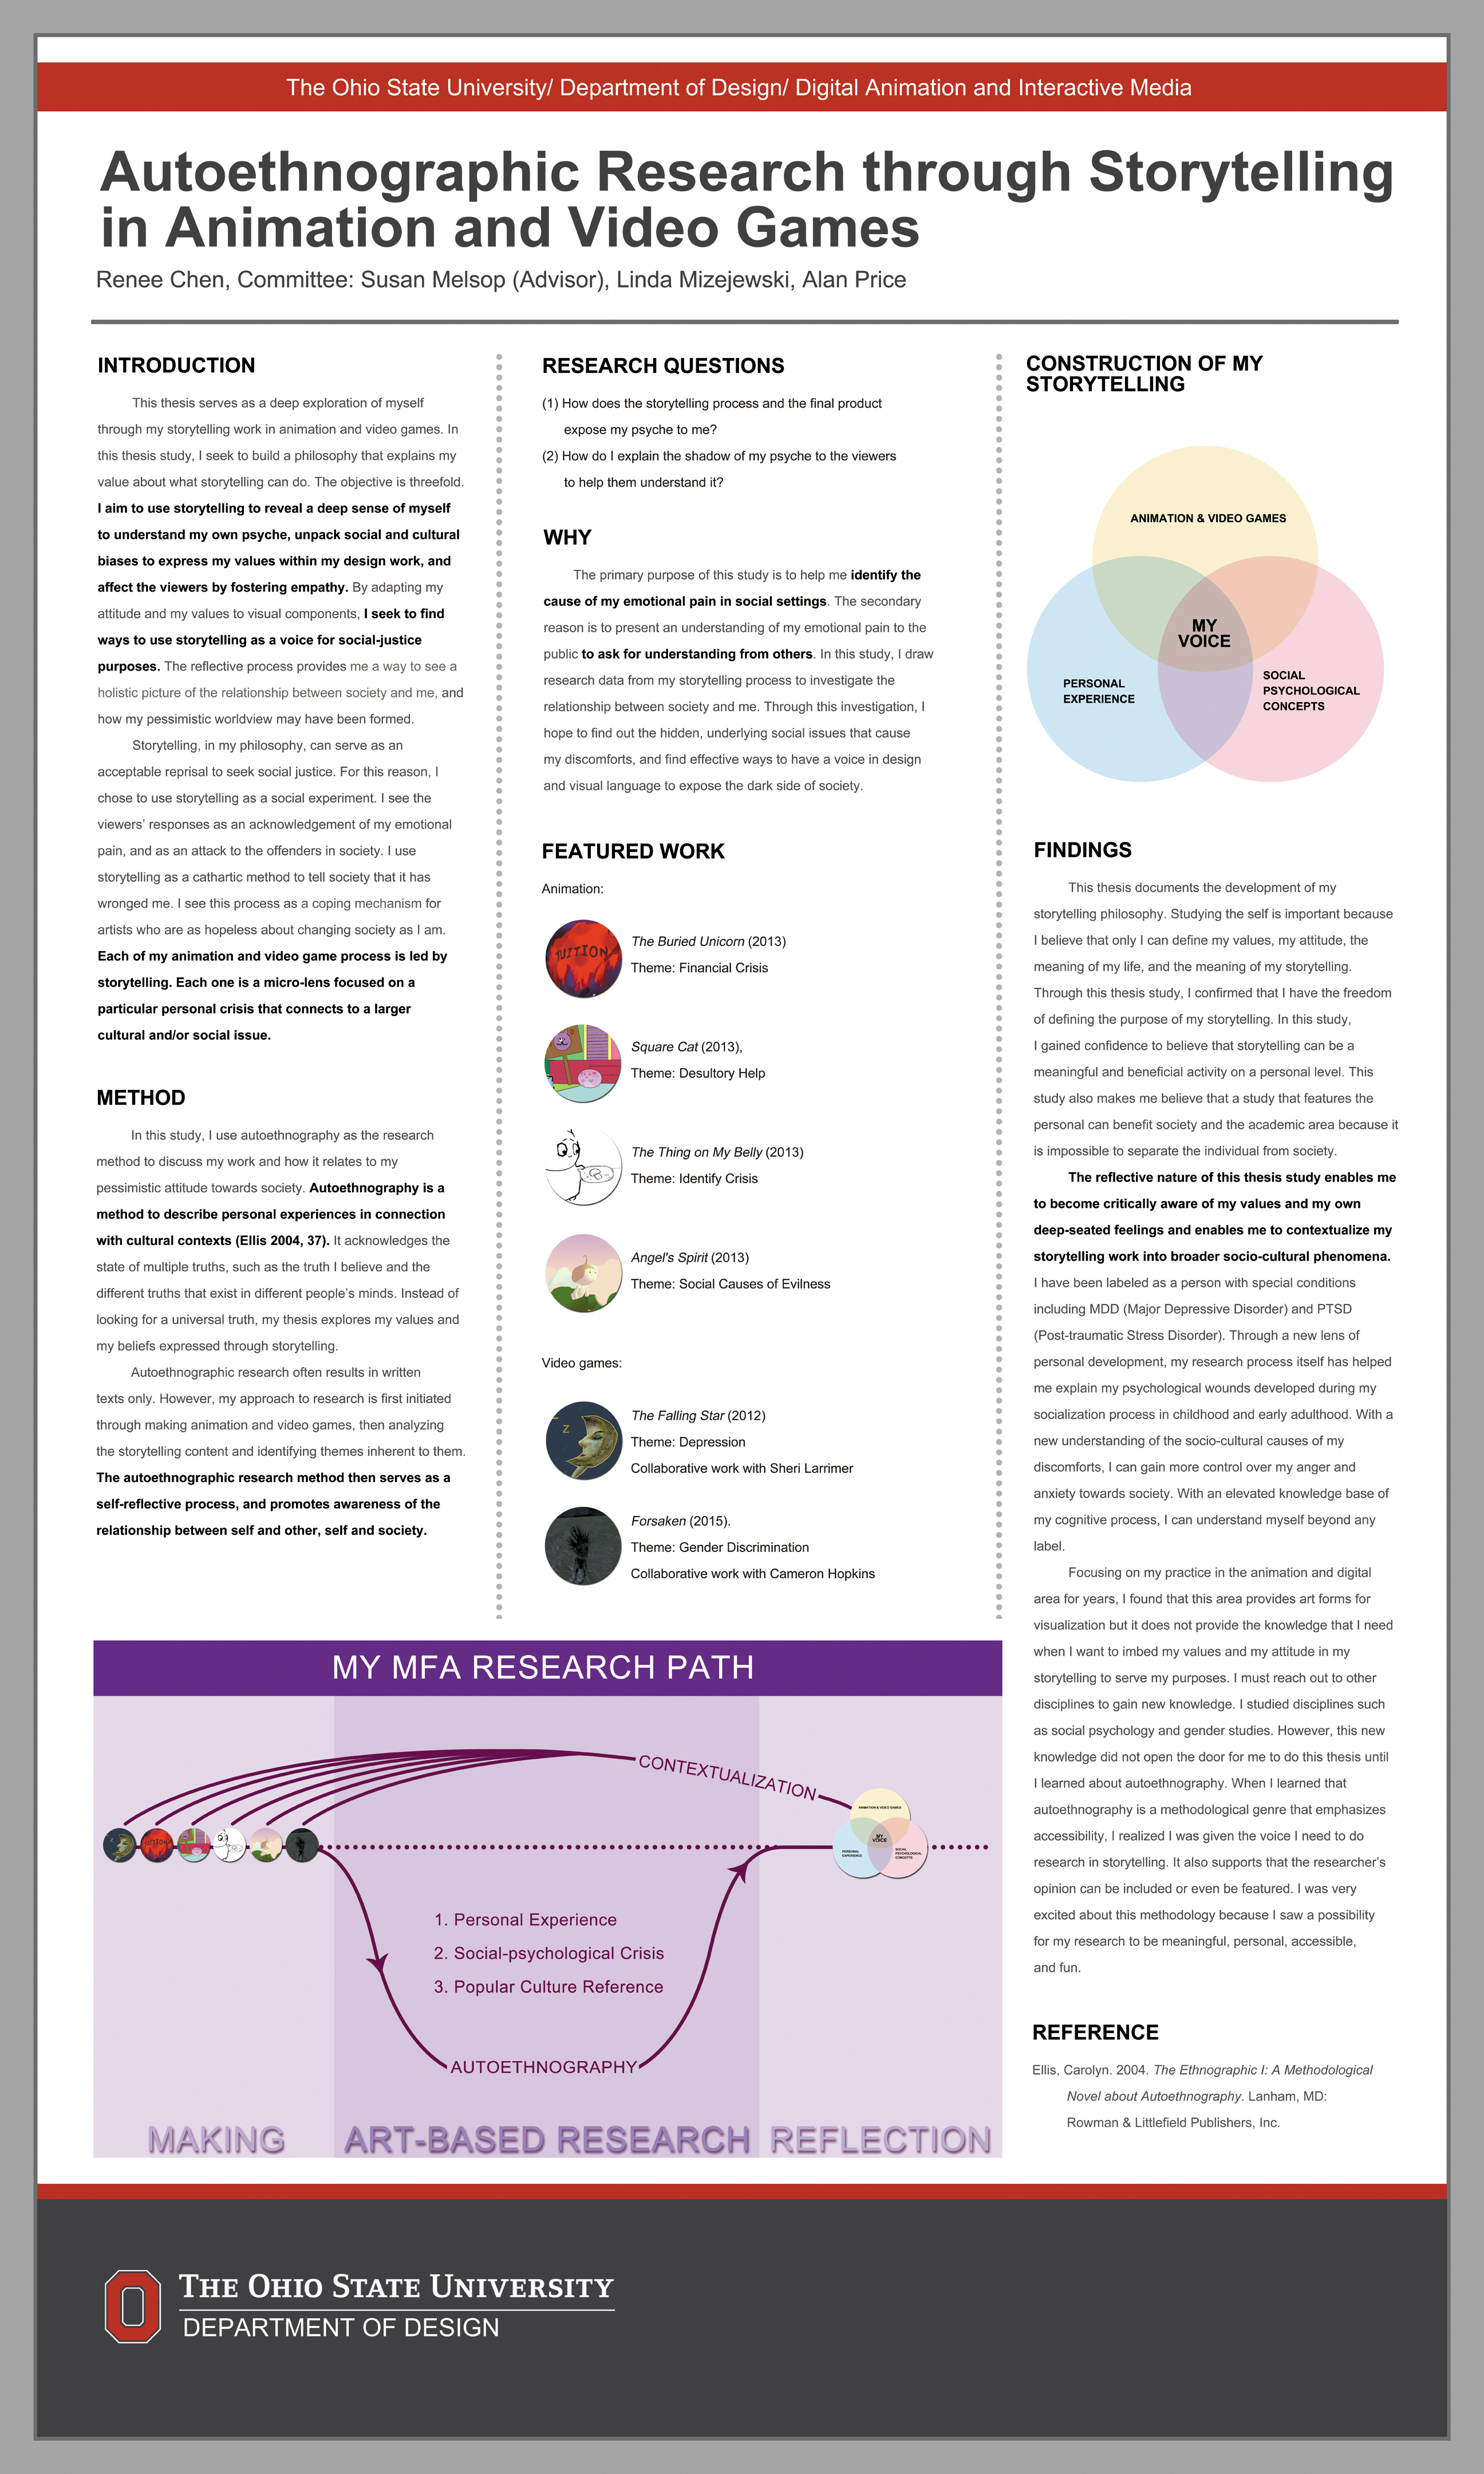 The Ohio State University/ Department of Design/ Digital Animation and Interactive Media
Autoethnographic Research through Storytelling
in Animation and Video Games
Renee Chen, Committee: Susan Melsop (Advisor), Linda Mizejewski, Alan Price
INTRODUCTION
This thesis serves as a deep exploration of myself
through my storytelling work in animation and video games. In
this thesis study, I seek to build a philosophy that explains my
value about what storytelling can do. The objective is threefold.
I aim to use storytelling to reveal a deep sense of myself
to understand my own psyche, unpack social and cultural
biases to express my values within my design work, and
affect the viewers by fostering empathy. By adapting my
attitude and my values to visual components, I seek to find
ways to use storytelling as a voice for social-justice
purposes. The reflective process provides me a way to see a
holistic picture of the relationship between society and me, and
how my pessimistic worldview may have been formed.
Storytelling, in my philosophy, can serve as an
acceptable reprisal to seek social justice. For this reason, I
chose to use storytelling as a social experiment. I see the
viewers' responses as an acknowledgement of my emotional
pain, and as an attack to the offenders in society. I use
storytelling as a cathartic method to tell society that it has
wronged me. I see this process as a coping mechanism for
artists who are as hopeless about changing society as I am.
Each of my animation and video game process is led by
storytelling. Each one is a micro-lens focused on a
particular personal crisis that connects to a larger
cultural and/or social issue.
METHOD
In this study, I use autoethnography as the research
method to discuss my work and how it relates to my
pessimistic attitude towards society. Autoethnography is a
method to describe personal experiences in connection
with cultural contexts (Ellis 2004, 37). It acknowledges the
state of multiple truths, such as the truth I believe and the
different truths that exist in different people's minds. Instead of
looking for a universal truth, my thesis explores my values and
my beliefs expressed through storytelling.
Autoethnographic research often results in written
texts only. However, my approach to research is first initiated
through making animation and video games, then analyzing
the storytelling content and identifying themes inherent to them.
The autoethnographic research method then serves as a
self-reflective process, and promotes awareness of the
relationship between self and other, self and society.
RESEARCH QUESTIONS
(1) How does the storytelling process and the final product
expose my psyche to me?
(2) How do I explain the shadow of my psyche to the viewers
to help them understand it?
WHY
The primary purpose of this study is to help me identify the
cause of my emotional pain in social settings. The secondary
reason is to present an understanding of my emotional pain to the
public to ask for understanding from others. In this study, I draw
research data from my storytelling process to investigate the
relationship between society and me. Through this investigation, I
hope to find out the hidden, underlying social issues that cause
my discomforts, and find effective ways to have a voice in design
and visual language to expose the dark side of society.
FEATURED WORK
Animation:
TUITION
The Buried Unicorn (2013)
Theme: Financial Crisis
Square Cat (2013),
Theme: Desultory Help
The Thing on My Belly (2013)
Theme: Identify Crisis
Angel's Spirit (2013)
Theme: Social Causes of Evilness
Video games:
Z
The Falling Star (2012)
Theme: Depression
Collaborative work with Sheri Larrimer
Forsaken (2015).
Theme: Gender Discrimination
Collaborative work with Cameron Hopkins
CONSTRUCTION OF MY
STORYTELLING
ANIMATION & VIDEO GAMES
MY
VOICE
PERSONAL
EXPERIENCE
SOCIAL
PSYCHOLOGICAL
CONCEPTS
FINDINGS
This thesis documents the development of my
storytelling philosophy. Studying the self is important because
I believe that only I can define my values, my attitude, the
meaning of my life, and the meaning of my storytelling.
Through this thesis study, I confirmed that I have the freedom
of defining the purpose of my storytelling. In this study,
I gained confidence to believe that storytelling can be a
meaningful and beneficial activity on a personal level. This
study also makes me believe that a study that features the
personal can benefit society and the academic area because it
is impossible to separate the individual from society.
The reflective nature of this thesis study enables me
to become critically aware of my values and my own
deep-seated feelings and enables me to contextualize my
storytelling work into broader socio-cultural phenomena.
I have been labeled as a person with special conditions
including MDD (Major Depressive Disorder) and PTSD
(Post-traumatic Stress Disorder). Through a new lens of
personal development, my research process itself has helped
me explain my psychological wounds developed during my
socialization process in childhood and early adulthood. With a
new understanding of the socio-cultural causes of my
discomforts, I can gain more control over my anger and
anxiety towards society. With an elevated knowledge base of
my cognitive process, I can understand myself beyond any
label.
Focusing on my practice in the animation and digital
area for years, I found that this area provides art forms for
visualization but it does not provide the knowledge that I need
when I want to imbed my values and my attitude in my
storytelling to serve my purposes. I must reach out to other
disciplines to gain new knowledge. I studied disciplines such
as social psychology and gender studies. However, this new
knowledge did not open the door for me to do this thesis until
I learned about autoethnography. When I learned that
autoethnography is a methodological genre that emphasizes
accessibility, I realized I was given the voice I need to do
research in storytelling. It also supports that the researcher's
opinion can be included or even be featured. I was very
excited about this methodology because I saw a possibility
for my research to be meaningful, personal, accessible,
and fun.
REFERENCE
Ellis, Carolyn. 2004. The Ethnographic I: A Methodological
Novel about Autoethnography. Lanham, MD:
Rowman & Littlefield Publishers, Inc.
MY MFA RESEARCH PATH
CONTEXTUALIZATION
TUITION
ANIMATION & VIDEO GAMES
MY
VOICE
PERSONAL
EXPERIENCE
SOCIAL
PSYCHOLOGICAL
CONCEPTS
1. Personal Experience
2. Social-psychological Crisis
3. Popular Culture Reference
AUTOETHNOGRAPHY
MAKING
ART-BASED RESEARCH
REFLECTION
THE OHIO STATE UNIVERSITY
DEPARTMENT OF DESIGN